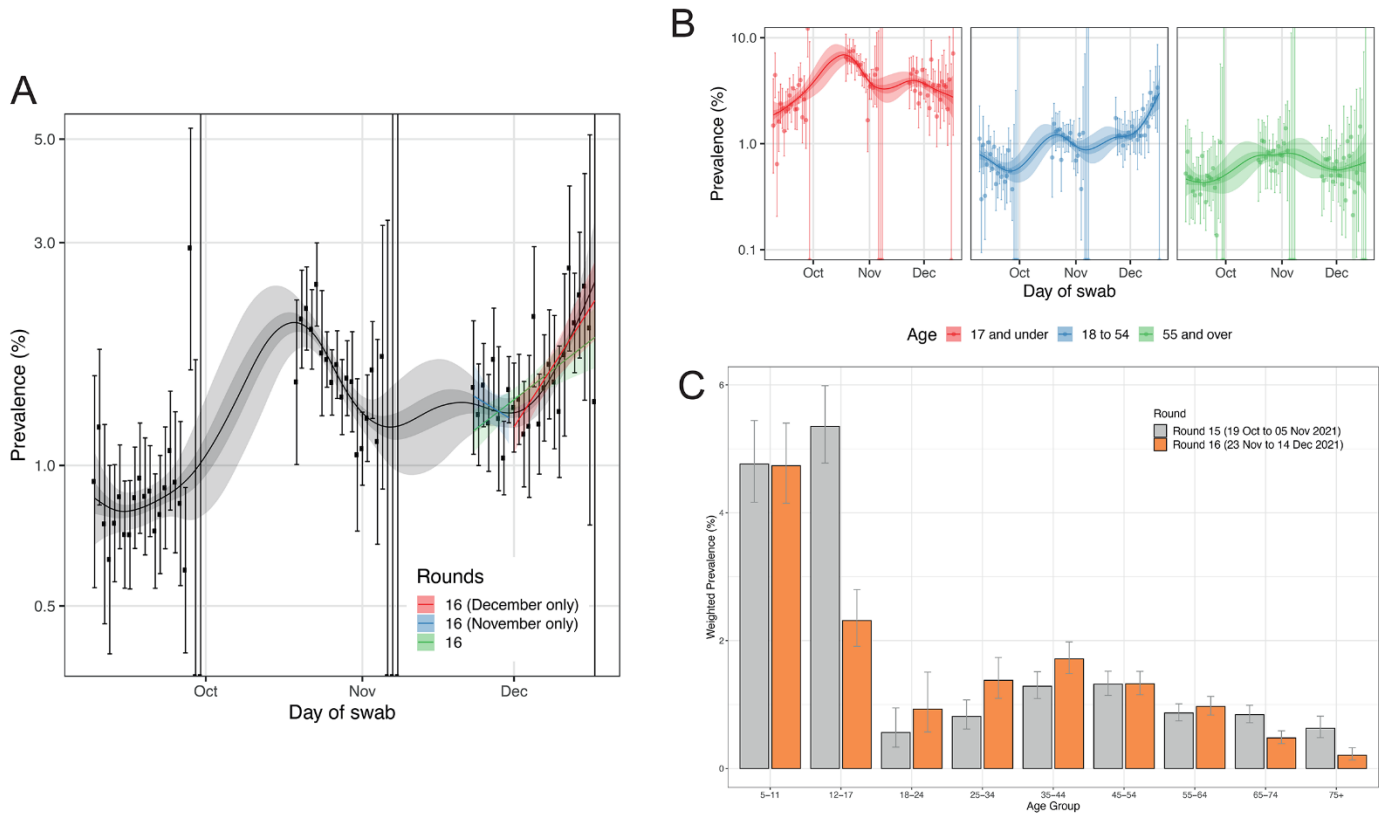 A
5.0
3.0
1.0
0.5
Prevalence (%)
Oct
Nov
Dec
Day of swab
Rounds
16 (December only)
16 (November only)
16
B
10.0
1.0
0.1
Prevalence (%)
Oct
Nov
Dec
Oct
Nov
Dec
Oct
Nov
Dec
Day of swab
Age
17 and under
18 to 54
55 and over
C
6
4
2
0
Weighted Prevalence (%)
Round
Round 15 (19 Oct to 05 Nov 2021)
Round 16 (23 Nov to 14 Dec 2021)
5–11
12–17
18–24
25–34
35–44
45–54
55–64
65–74
75+
Age Group